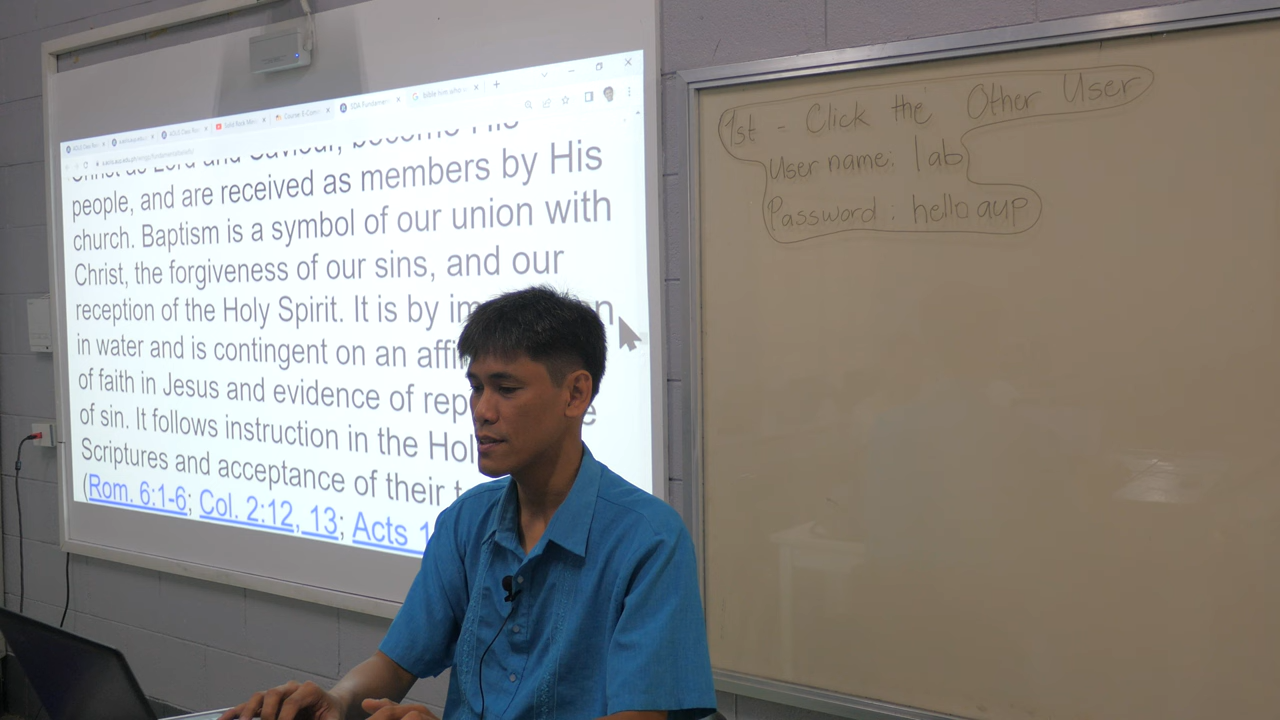 people, and are received as members by His
church. Baptism is a symbol of our union with
Christ, the forgiveness of our sins, and our
reception of the Holy Spirit. It is by im
in water and is contingent on an affi
of faith in Jesus and evidence of rep
of sin. It follows instruction in the Hol
Scriptures and acceptance of their t
(Rom. 6:1-6; Col. 2:12, 13; Acts 1
1st - Click the Other User
User name: lab
Password: hello aup